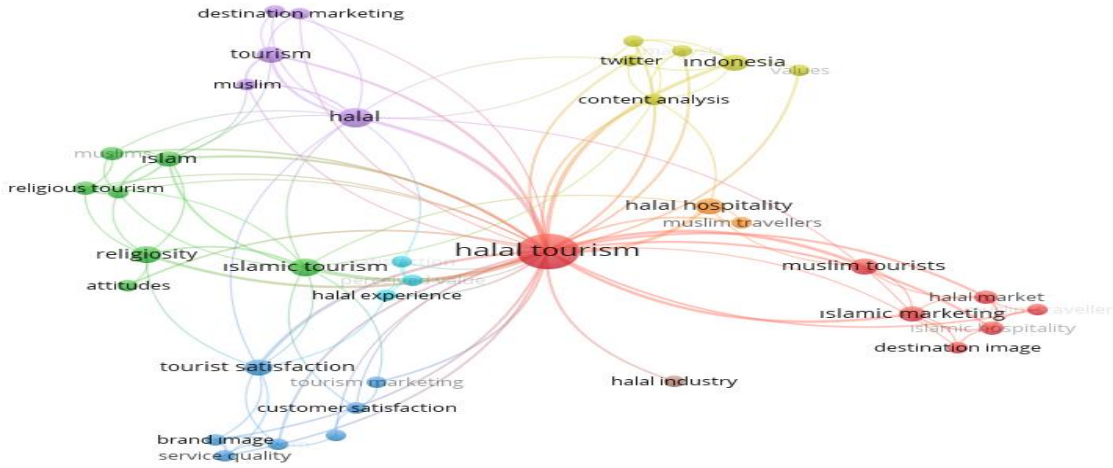 destination marketing
tourism
muslim
halal
twitter
indonesia
values
content analysis
muslims
islam
religious tourism
religiosity
attitudes
islamic tourism
perceived value
halal experience
halal hospitality
muslim travellers
halal tourism
muslim tourists
halal market
islamic marketing
islamic hospitality
destination image
halal industry
tourist satisfaction
tourism marketing
customer satisfaction
brand image
service quality